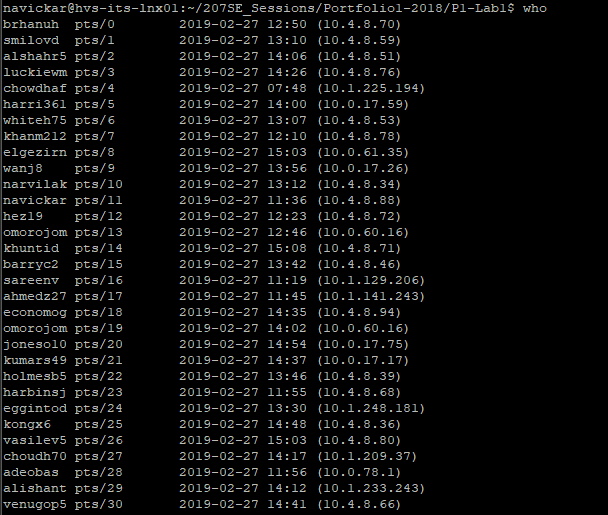 navickar@hvs-its-lnx01:~/207SE_Sessions/Portfolio1-2018/P1-Lab1$ who
brhanuh  pts/0        2019-02-27 12:50 (10.4.8.70)
smilovd  pts/1        2019-02-27 13:10 (10.4.8.59)
alshahr5 pts/2        2019-02-27 14:06 (10.4.8.51)
luckiewm pts/3        2019-02-27 14:26 (10.4.8.76)
chowdhaf pts/4        2019-02-27 07:48 (10.1.225.194)
harri361 pts/5        2019-02-27 14:00 (10.0.17.59)
whiteh75 pts/6        2019-02-27 13:07 (10.4.8.53)
khanm212 pts/7        2019-02-27 12:10 (10.4.8.78)
elgezirn pts/8        2019-02-27 15:03 (10.0.61.35)
wanj8    pts/9        2019-02-27 13:56 (10.0.17.26)
narvilak pts/10       2019-02-27 13:12 (10.4.8.34)
navickar pts/11       2019-02-27 11:36 (10.4.8.88)
hez19    pts/12       2019-02-27 12:23 (10.4.8.72)
omorojom pts/13       2019-02-27 12:46 (10.0.60.16)
khuntid  pts/14       2019-02-27 15:08 (10.4.8.71)
barryc2  pts/15       2019-02-27 13:42 (10.4.8.46)
sareenv  pts/16       2019-02-27 11:19 (10.1.129.206)
ahmedz27 pts/17       2019-02-27 11:45 (10.1.141.243)
economog pts/18       2019-02-27 14:35 (10.4.8.94)
omorojom pts/19       2019-02-27 14:02 (10.0.60.16)
joneso10 pts/20       2019-02-27 14:54 (10.0.17.75)
kumars49 pts/21       2019-02-27 14:37 (10.0.17.17)
holmesb5 pts/22       2019-02-27 13:46 (10.4.8.39)
harbinsj pts/23       2019-02-27 11:55 (10.4.8.68)
eggintod pts/24       2019-02-27 13:30 (10.1.248.181)
kongx6   pts/25       2019-02-27 14:48 (10.4.8.36)
vasilev5 pts/26       2019-02-27 15:03 (10.4.8.80)
choudh70 pts/27       2019-02-27 14:17 (10.1.209.37)
adeobas  pts/28       2019-02-27 11:56 (10.0.78.1)
alishant pts/29       2019-02-27 14:12 (10.1.233.243)
venugop5 pts/30       2019-02-27 14:41 (10.4.8.66)